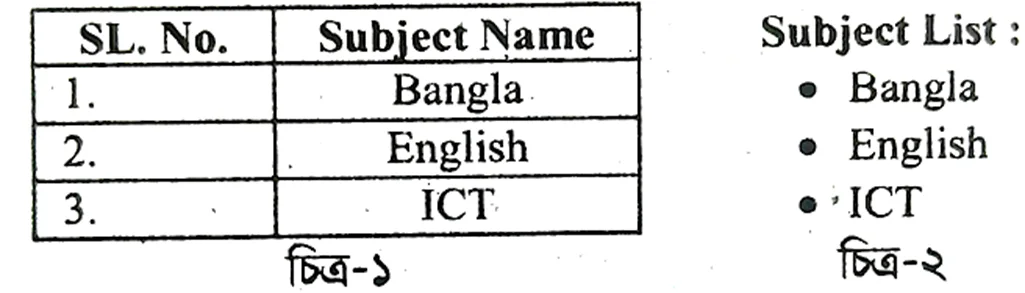 SL. No. Subject Name
1. Bangla
2. English
3. ICT
চিত্র-১
Subject List :
• Bangla
• English
• ICT
চিত্র-২